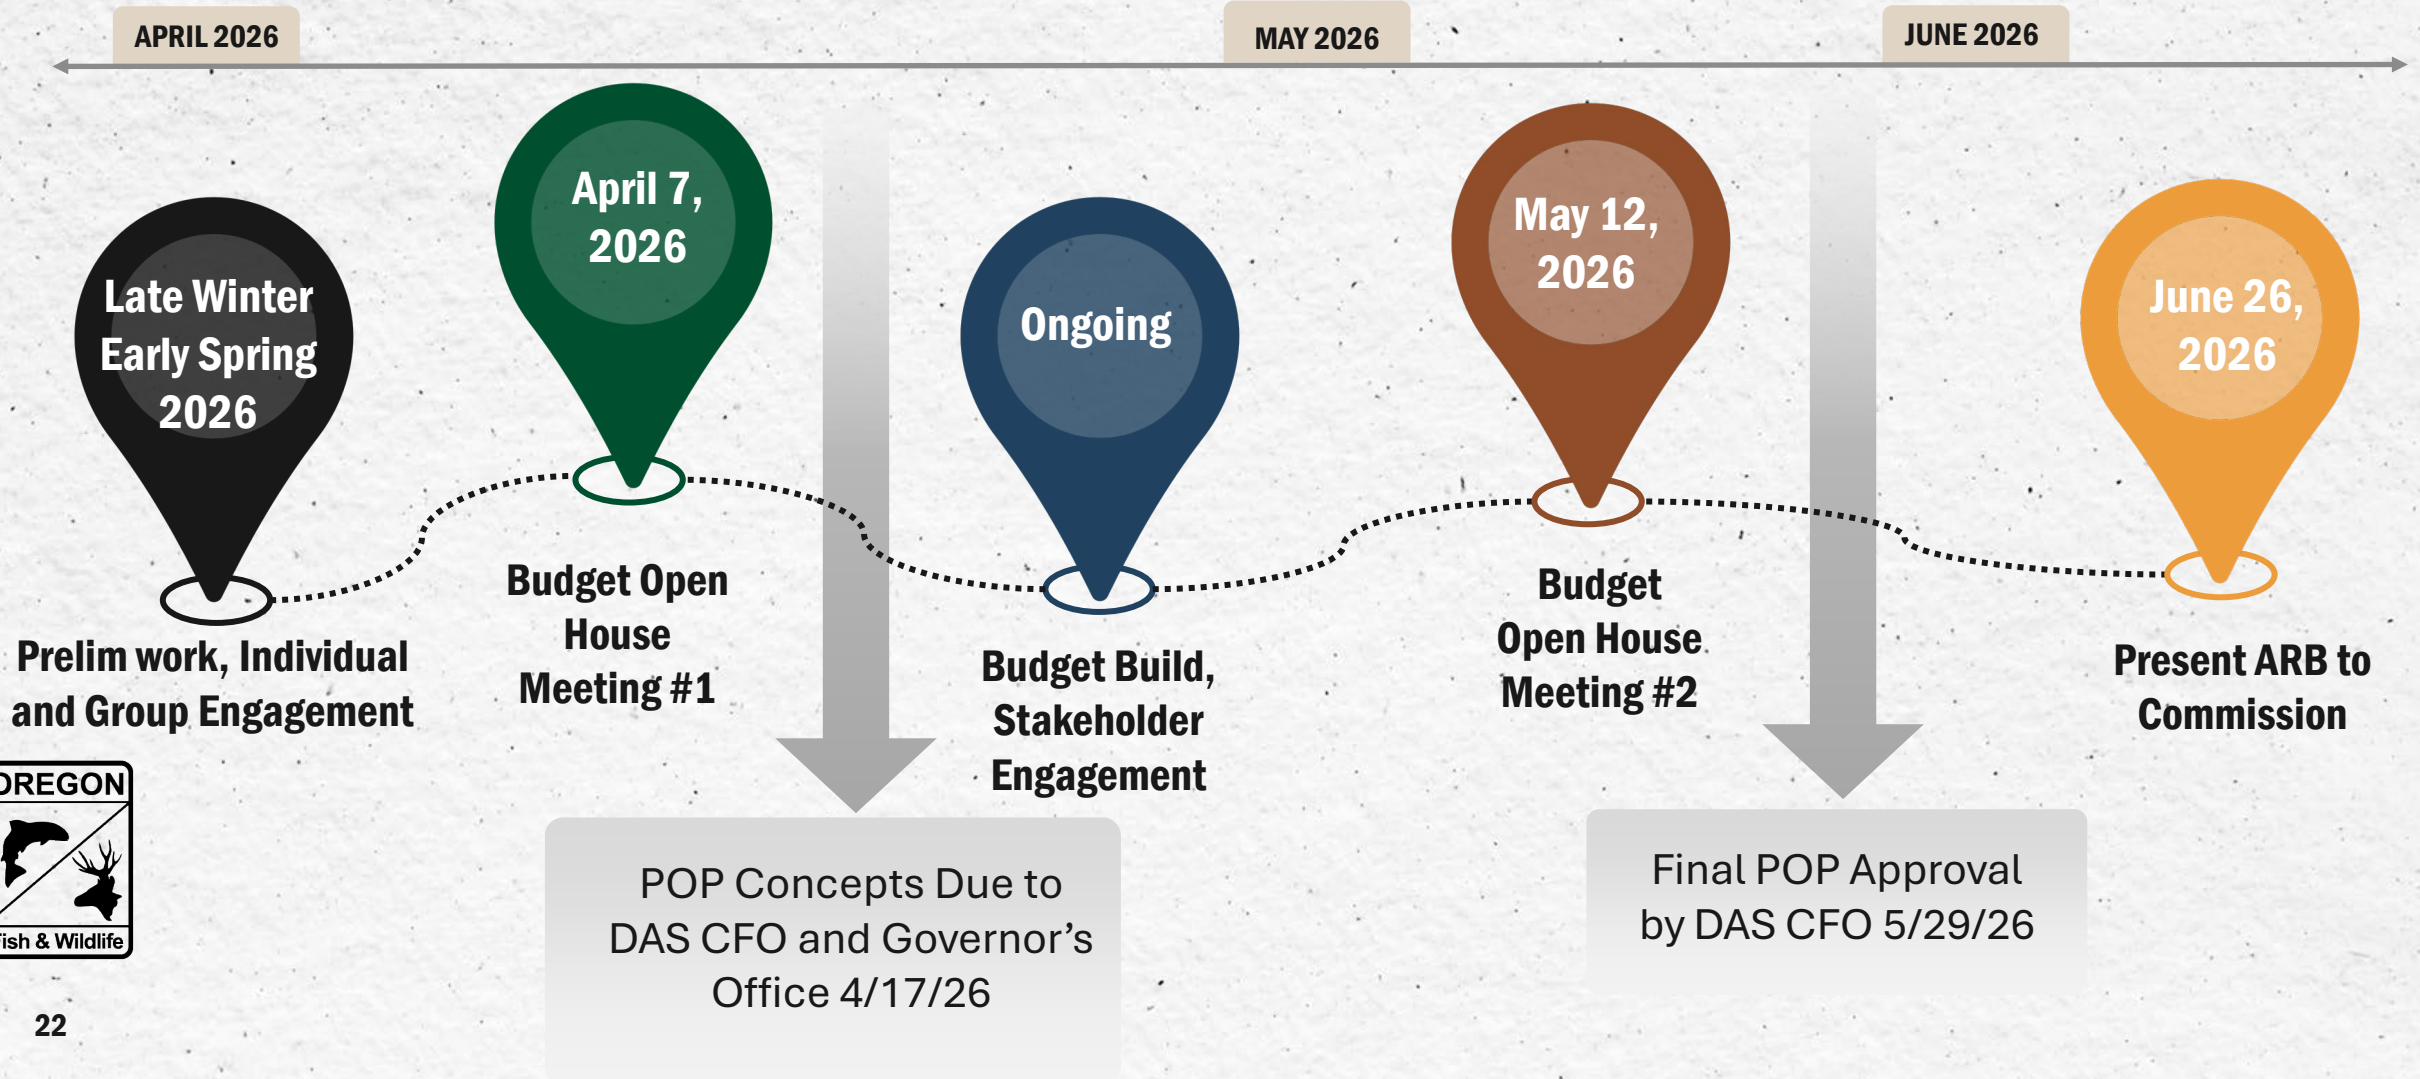 APRIL 2026
MAY 2026
JUNE 2026
Late Winter
Early Spring
2026
Prelim work, Individual
and Group Engagement
April 7,
2026
Budget Open
House
Meeting #1
POP Concepts Due to
DAS CFO and Governor’s
Office 4/17/26
Ongoing
Budget Build,
Stakeholder
Engagement
May 12,
2026
Budget
Open House
Meeting #2
Final POP Approval
by DAS CFO 5/29/26
June 26,
2026
Present ARB to
Commission
OREGON
Fish & Wildlife
22